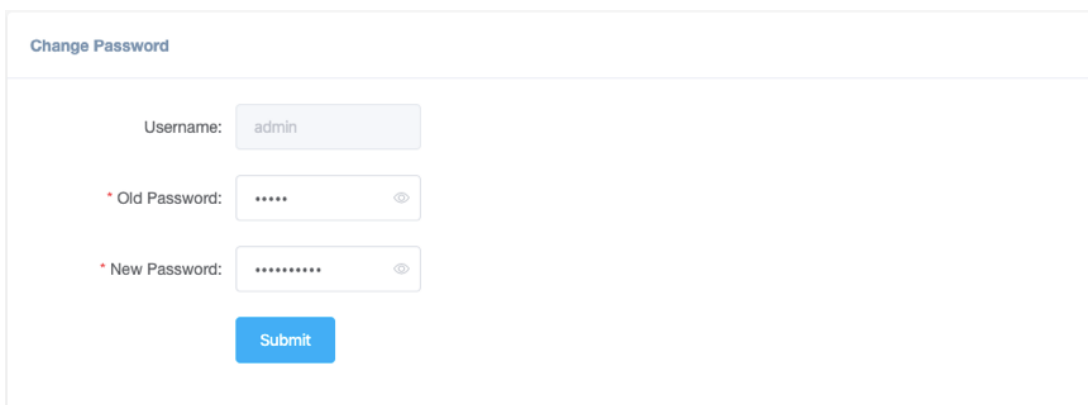 Change Password
Username: admin
* Old Password: •••••
* New Password: ••••••••••
Submit